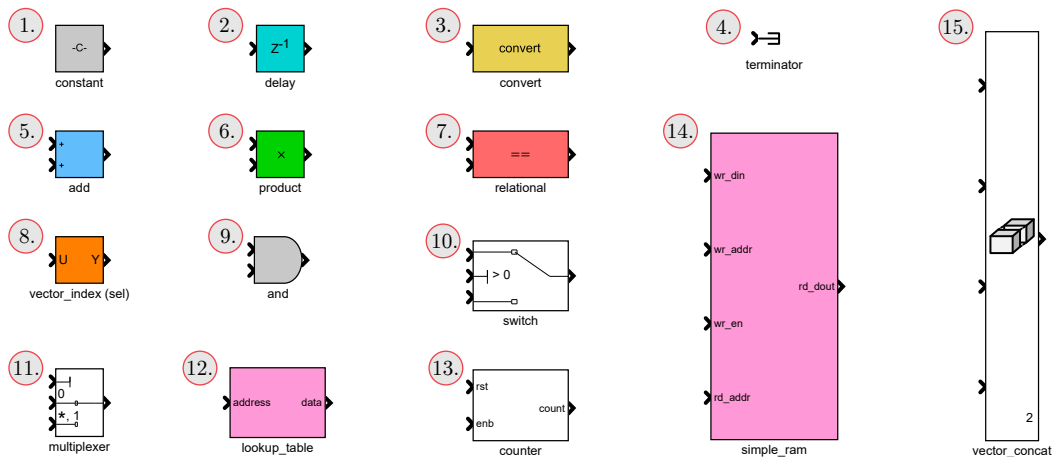 1.
-C-
constant
2.
Z-1
delay
3.
convert
convert
4.
terminator
15.
2
vector_concat
5.
+
+
add
6.
×
product
7.
==
relational
14.
wr_din
wr_addr
wr_en
rd_addr
rd_dout
simple_ram
8.
U Y
vector_index (sel)
9.
and
10.
> 0
switch
11.
0
*, 1
multiplexer
12.
address data
lookup_table
13.
rst
enb
count
counter